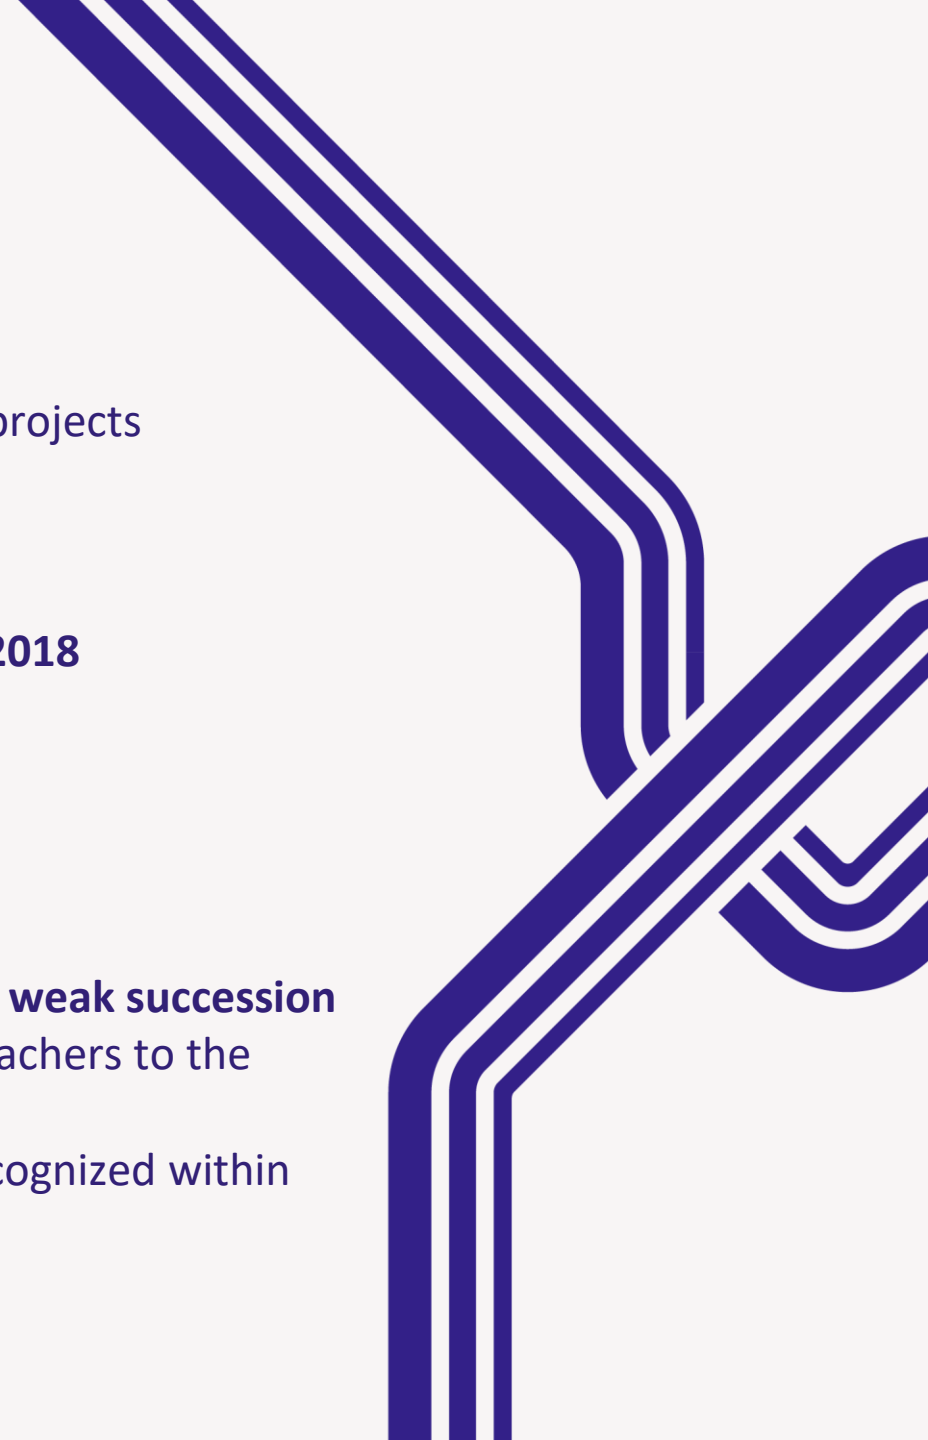 projects
2018
weak succession
achers to the
cognized within